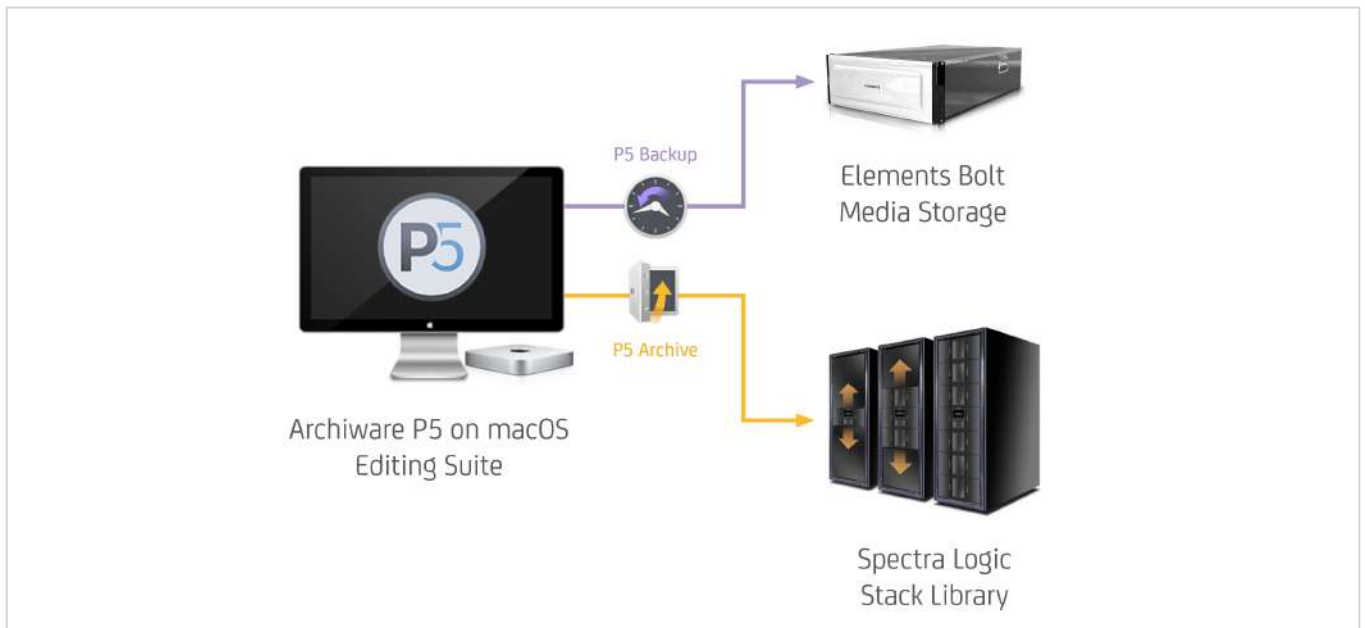 P5 Backup
Elements Bolt
Media Storage
P5
P5 Archive
Archiware P5 on macOS
Editing Suite
Spectra Logic
Stack Library